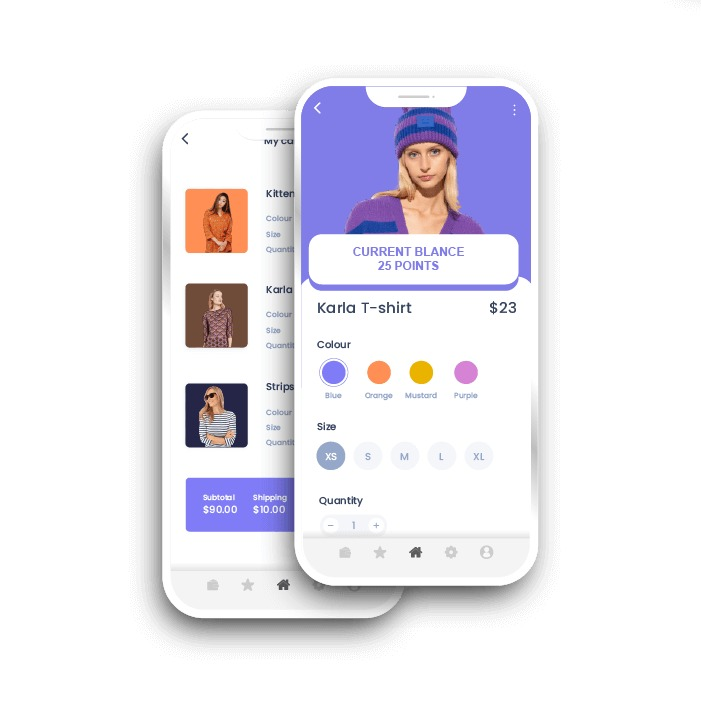 My ca
Kitten
Colour
Size
Quantit
Karla
Colour
Size
Quantit
Strips
Colour
Size
Quantit
Subtotal Shipping
$90.00 $10.00
CURRENT BLANCE
25 POINTS
Karla T-shirt $23
Colour
Blue Orange Mustard Purple
Size
XS S M L XL
Quantity
− 1 +